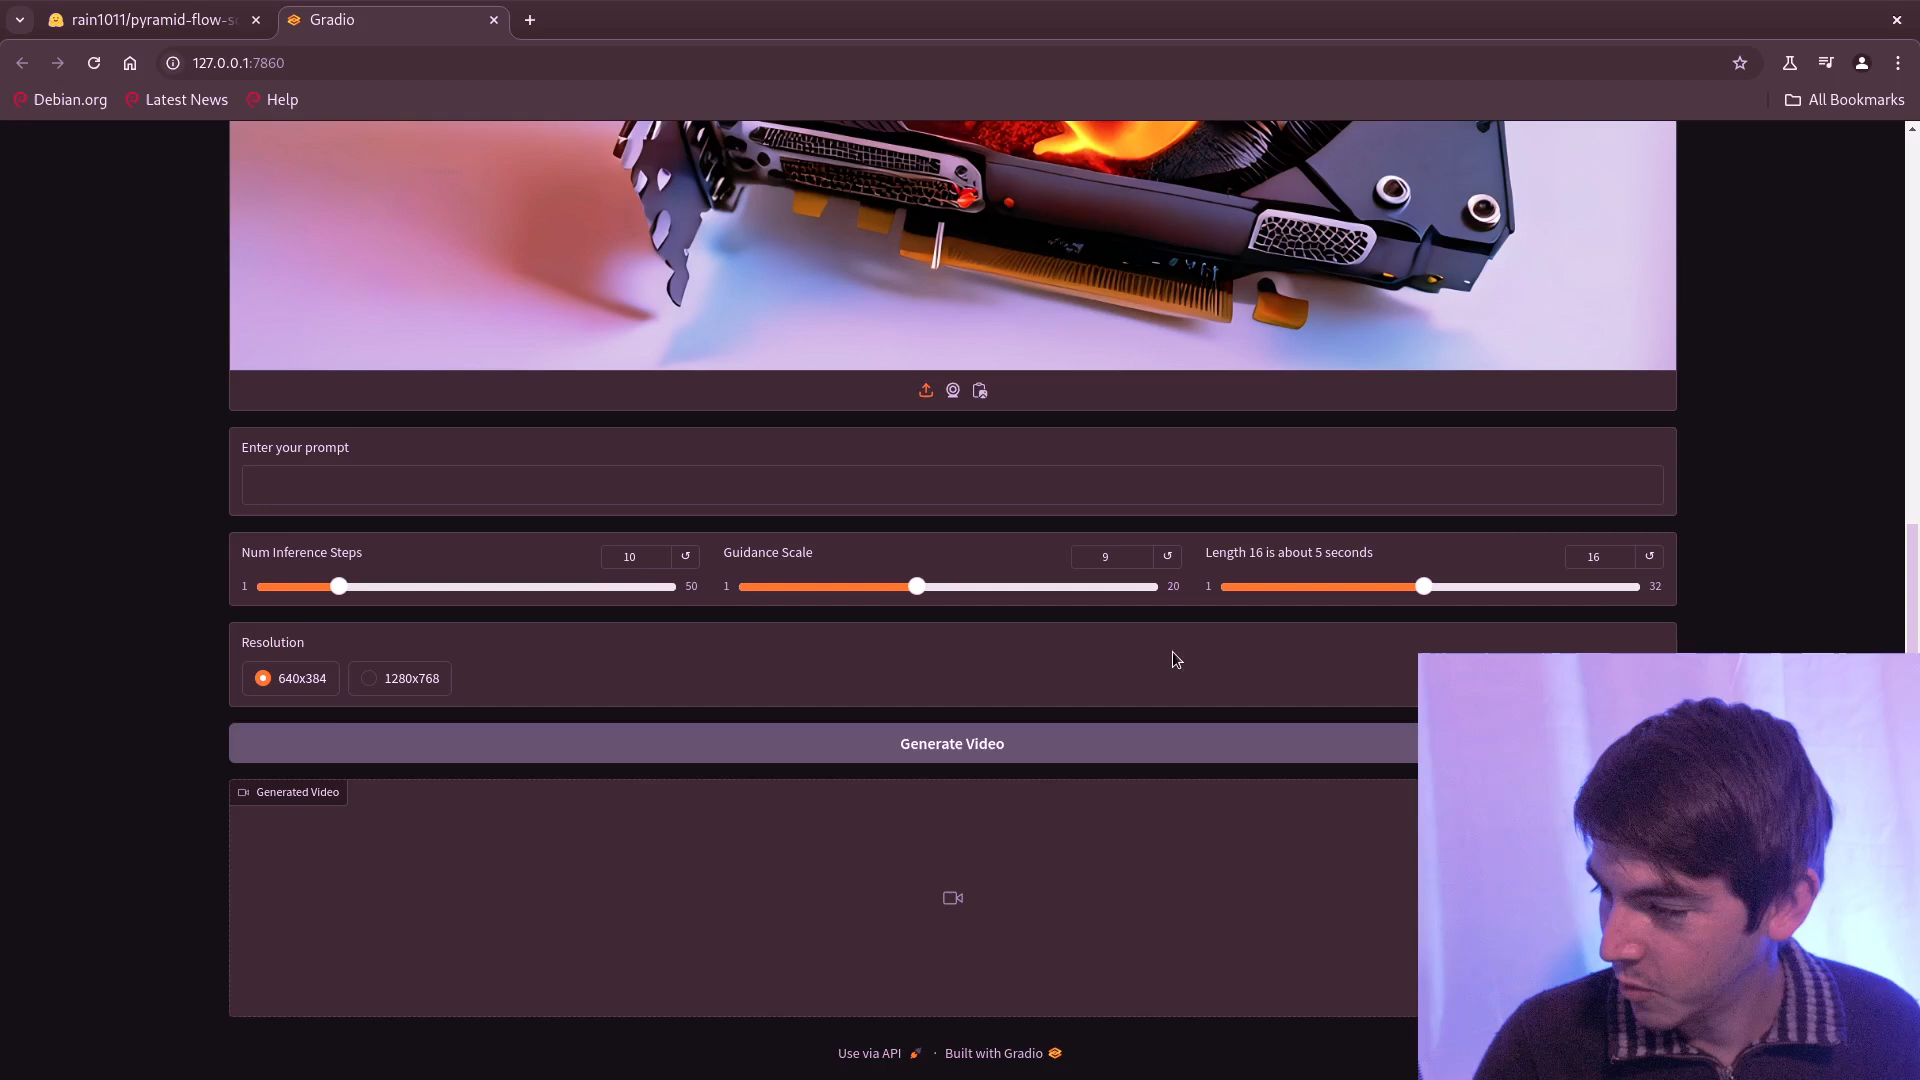 rain1011/pyramid-flow-s
Gradio
127.0.0.1:7860
Debian.org
Latest News
Help
All Bookmarks
Enter your prompt
Num Inference Steps
10
1
50
Guidance Scale
9
1
20
Length 16 is about 5 seconds
16
1
32
Resolution
640x384
1280x768
Generate Video
Generated Video
Use via API
·
Built with Gradio